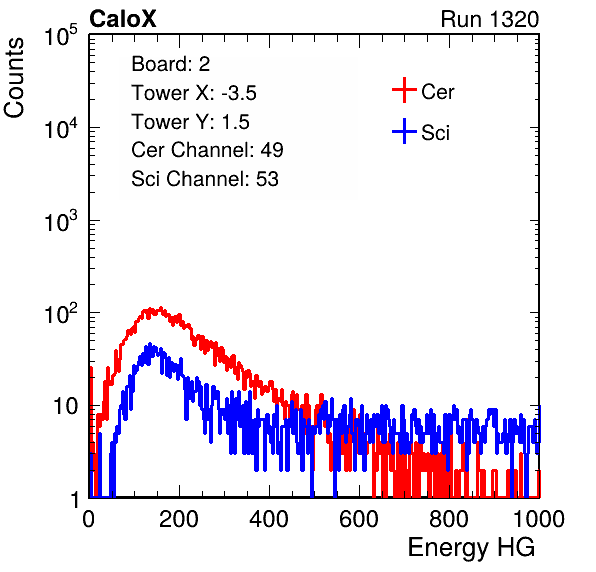 CaloX Run 1320
Counts
Board: 2
Tower X: -3.5
Tower Y: 1.5
Cer Channel: 49
Sci Channel: 53
Cer
Sci
10^5
10^4
10^3
10^2
10
1
0 200 400 600 800 1000
Energy HG